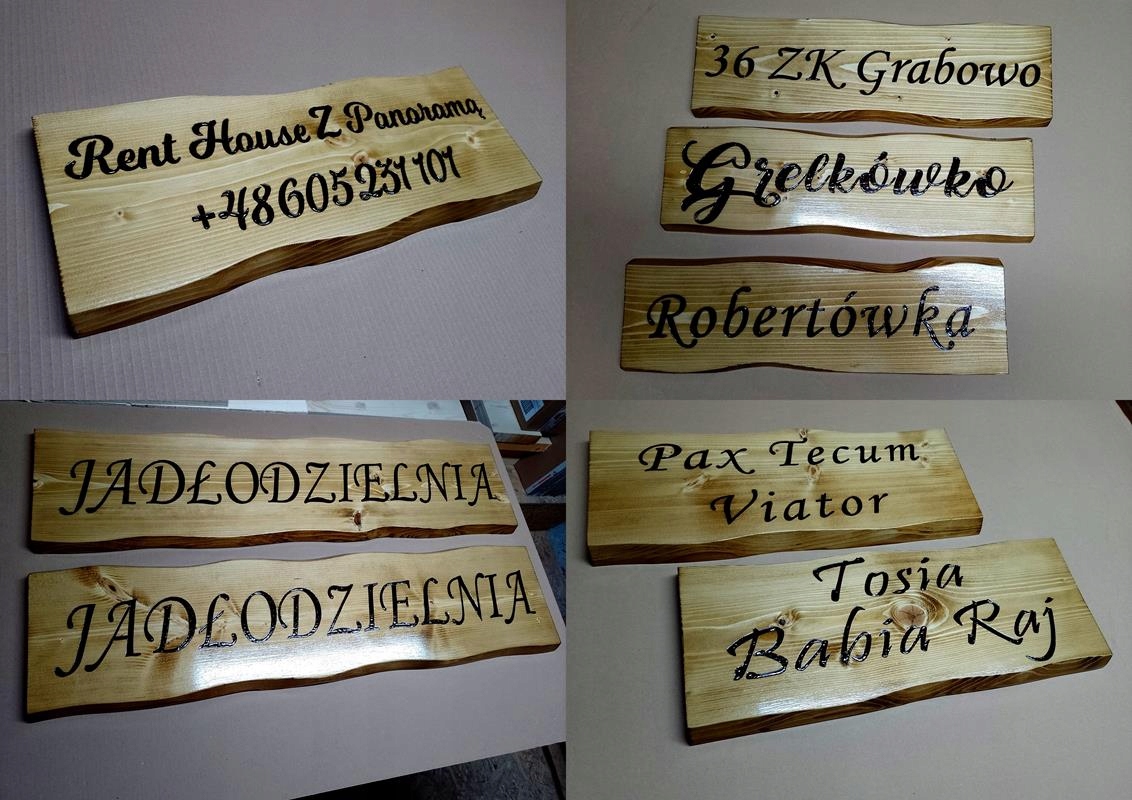 Rent House Z Panoramą
+48605231101
36 ZK Grabowo
Grelkówko
Robertówka
JADŁODZIELNIA
JADŁODZIELNIA
Pax Tecum
Viator
Tosia
Babia Raj